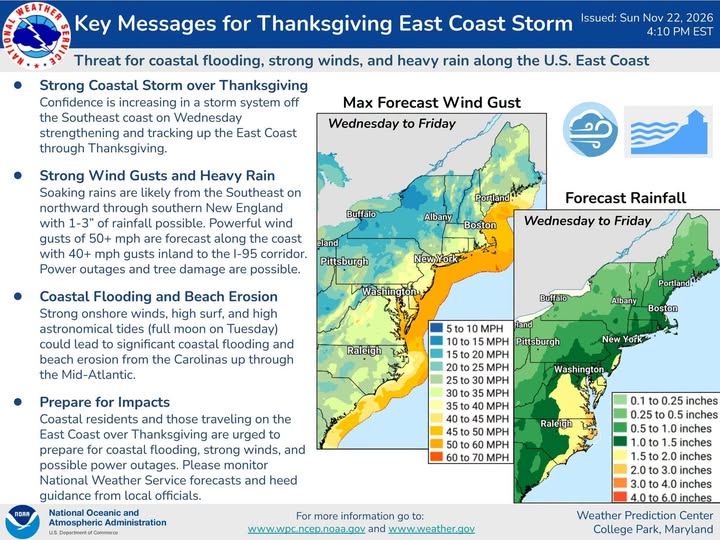 NATIONAL WEATHER SERVICE
Key Messages for Thanksgiving East Coast Storm
Issued: Sun Nov 22, 2026
4:10 PM EST
Threat for coastal flooding, strong winds, and heavy rain along the U.S. East Coast
● Strong Coastal Storm over Thanksgiving
Confidence is increasing in a storm system off
the Southeast coast on Wednesday
strengthening and tracking up the East Coast
through Thanksgiving.
● Strong Wind Gusts and Heavy Rain
Soaking rains are likely from the Southeast on
northward through southern New England
with 1-3” of rainfall possible. Powerful wind
gusts of 50+ mph are forecast along the coast
with 40+ mph gusts inland to the I-95 corridor.
Power outages and tree damage are possible.
● Coastal Flooding and Beach Erosion
Strong onshore winds, high surf, and high
astronomical tides (full moon on Tuesday)
could lead to significant coastal flooding and
beach erosion from the Carolinas up through
the Mid-Atlantic.
● Prepare for Impacts
Coastal residents and those traveling on the
East Coast over Thanksgiving are urged to
prepare for coastal flooding, strong winds, and
possible power outages. Please monitor
National Weather Service forecasts and heed
guidance from local officials.
Max Forecast Wind Gust
Wednesday to Friday
Portland
Buffalo
Albany
Boston
eland
New York
Pittsburgh
Washington
Raleigh
5 to 10 MPH
10 to 15 MPH
15 to 20 MPH
20 to 25 MPH
25 to 30 MPH
30 to 35 MPH
35 to 40 MPH
40 to 45 MPH
45 to 50 MPH
50 to 60 MPH
60 to 70 MPH
Forecast Rainfall
Wednesday to Friday
Portland
Buffalo
Albany
Boston
land
New York
Pittsburgh
Washington
Raleigh
0.1 to 0.25 inches
0.25 to 0.5 inches
0.5 to 1.0 inches
1.0 to 1.5 inches
1.5 to 2.0 inches
2.0 to 3.0 inches
3.0 to 4.0 inches
4.0 to 6.0 inches
NOAA
National Oceanic and
Atmospheric Administration
U.S. Department of Commerce
For more information go to:
www.wpc.ncep.noaa.gov and www.weather.gov
Weather Prediction Center
College Park, Maryland